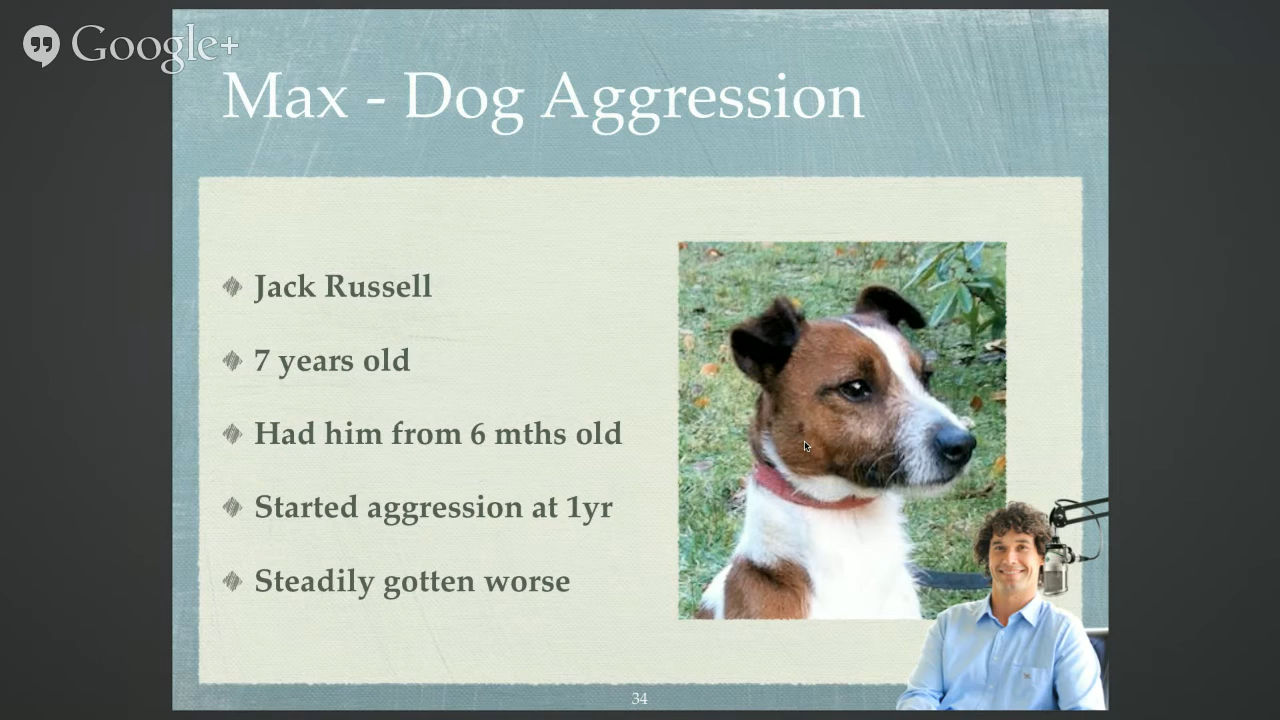 Google+
Max - Dog Aggression
Jack Russell
7 years old
Had him from 6 mths old
Started aggression at 1yr
Steadily gotten worse
34